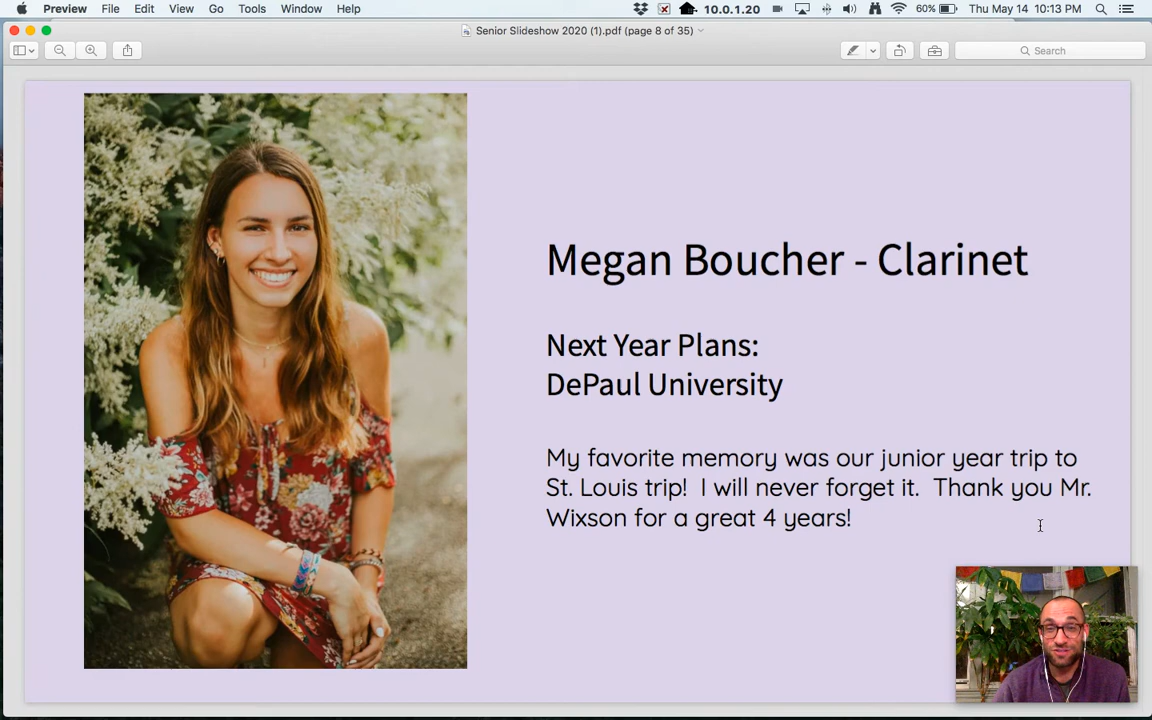 Preview File Edit View Go Tools Window Help 10.0.1.20 60% Thu May 14 10:13 PM
Senior Slideshow 2020 (1).pdf (page 8 of 35)
Search
Megan Boucher - Clarinet
Next Year Plans:
DePaul University
My favorite memory was our junior year trip to
St. Louis trip! I will never forget it. Thank you Mr.
Wixson for a great 4 years!